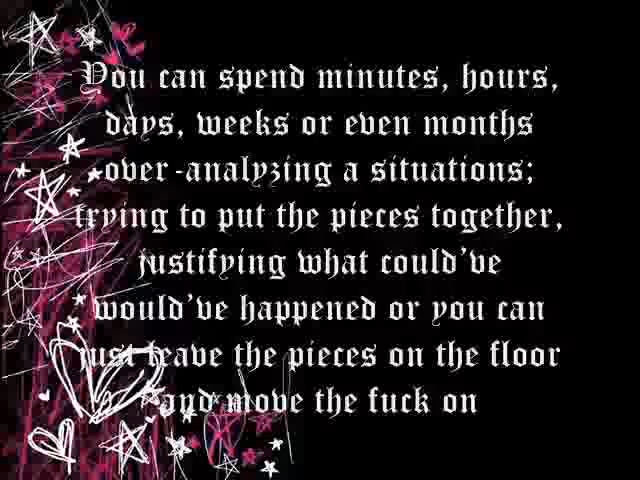 You can spend minutes, hours,
days, weeks or even months
over-analyzing a situations;
trying to put the pieces together,
justifying what could've
would've happened or you can
just leave the pieces on the floor
and move the fuck on